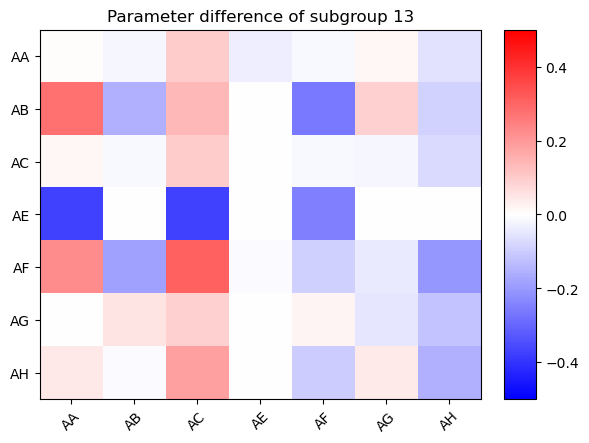 Parameter difference of subgroup 13
AA
AB
AC
AE
AF
AG
AH
AA AB AC AE AF AG AH
0.4
0.2
0.0
−0.2
−0.4